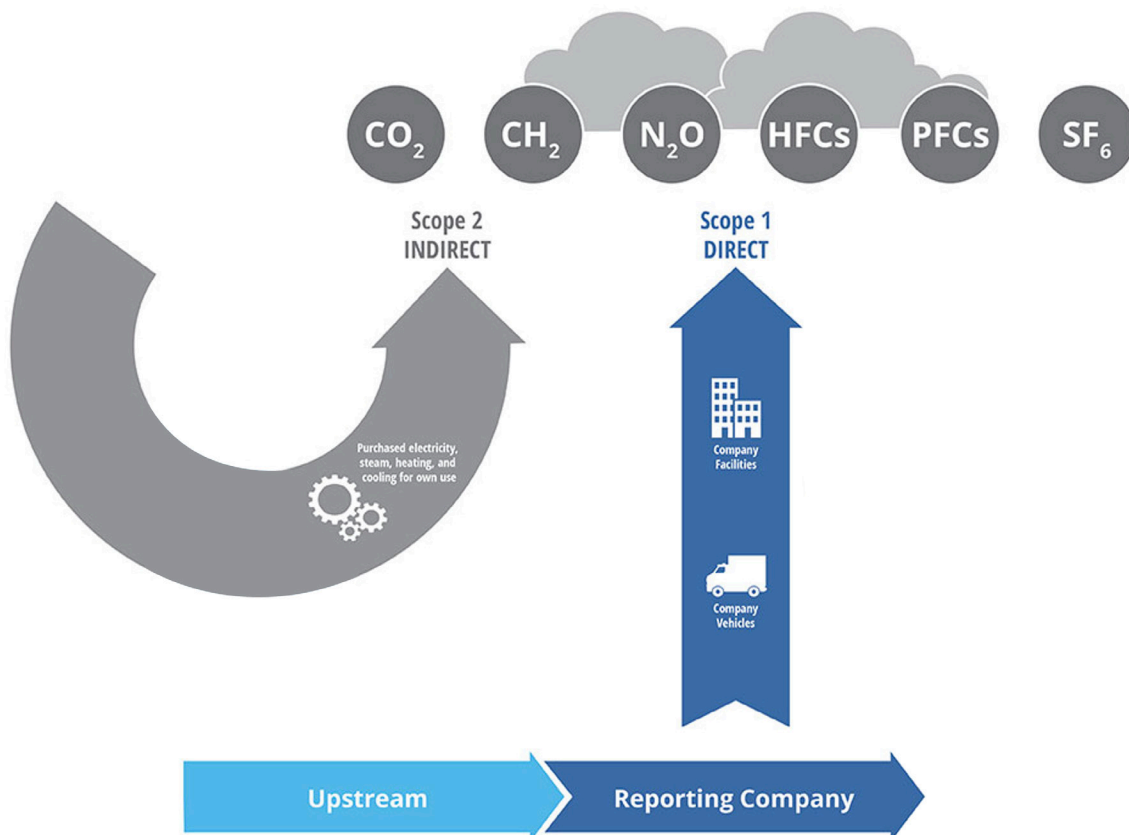 CO₂ CH₂ N₂O HFCs PFCs SF₆
Scope 2
INDIRECT
Scope 1
DIRECT
Purchased electricity,
steam, heating, and
cooling for own use
Company
Facilities
Company
Vehicles
Upstream
Reporting Company